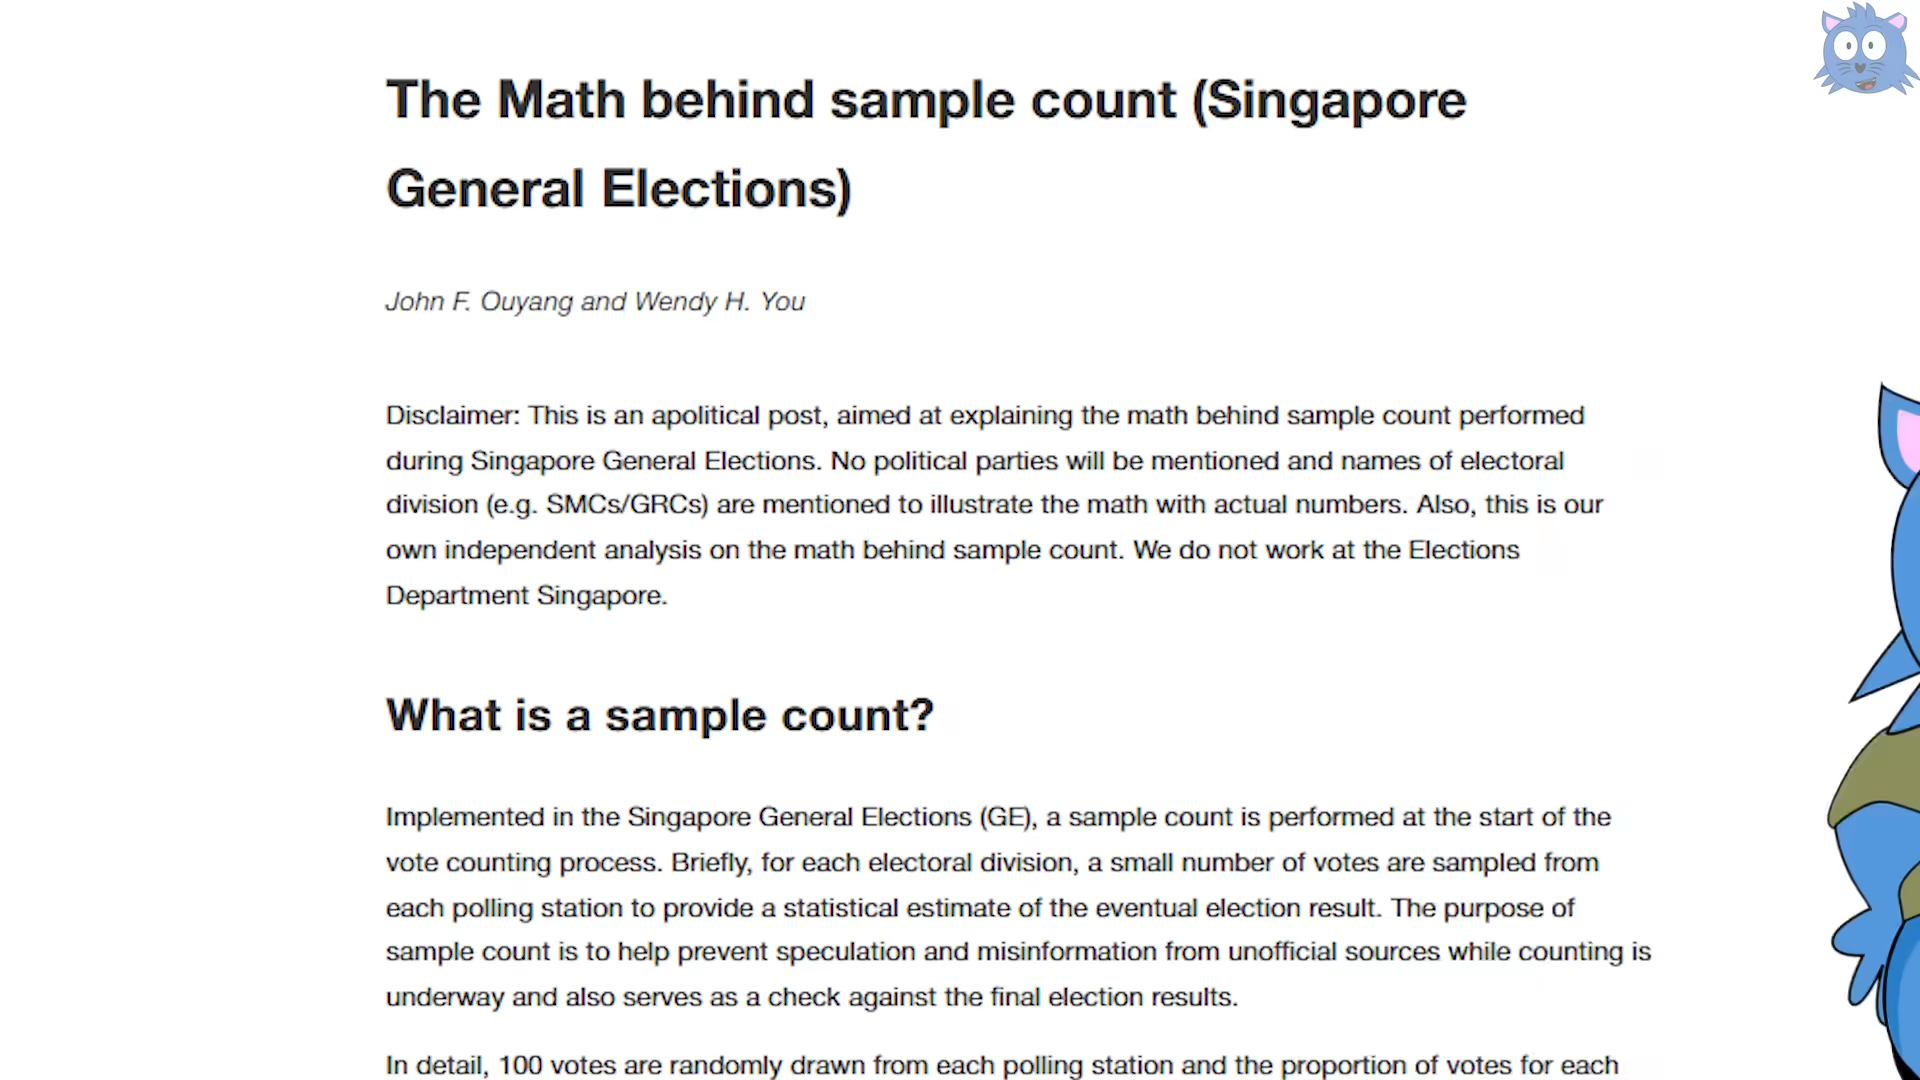 The Math behind sample count (Singapore
General Elections)
John F. Ouyang and Wendy H. You
Disclaimer: This is an apolitical post, aimed at explaining the math behind sample count performed
during Singapore General Elections. No political parties will be mentioned and names of electoral
division (e.g. SMCs/GRCs) are mentioned to illustrate the math with actual numbers. Also, this is our
own independent analysis on the math behind sample count. We do not work at the Elections
Department Singapore.
What is a sample count?
Implemented in the Singapore General Elections (GE), a sample count is performed at the start of the
vote counting process. Briefly, for each electoral division, a small number of votes are sampled from
each polling station to provide a statistical estimate of the eventual election result. The purpose of
sample count is to help prevent speculation and misinformation from unofficial sources while counting is
underway and also serves as a check against the final election results.
In detail, 100 votes are randomly drawn from each polling station and the proportion of votes for each